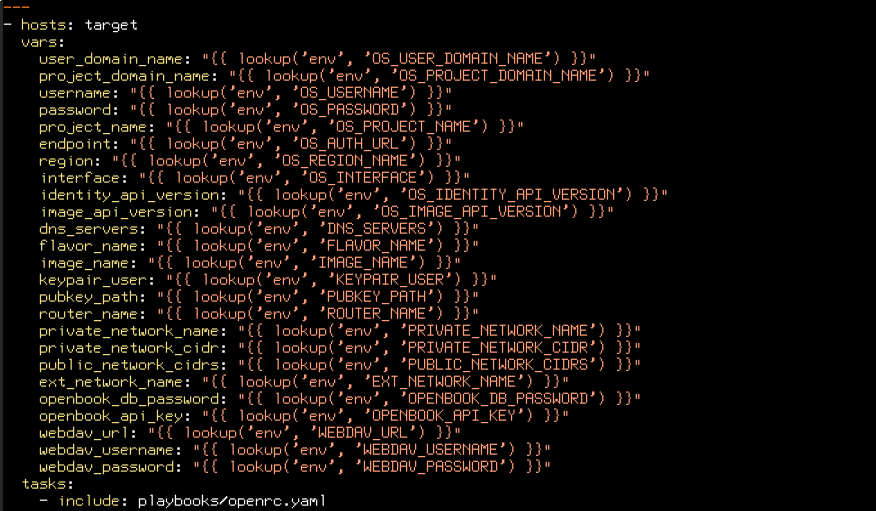 ---
- hosts: target
  vars:
    user_domain_name: "{{ lookup('env', 'OS_USER_DOMAIN_NAME') }}"
    project_domain_name: "{{ lookup('env', 'OS_PROJECT_DOMAIN_NAME') }}"
    username: "{{ lookup('env', 'OS_USERNAME') }}"
    password: "{{ lookup('env', 'OS_PASSWORD') }}"
    project_name: "{{ lookup('env', 'OS_PROJECT_NAME') }}"
    endpoint: "{{ lookup('env', 'OS_AUTH_URL') }}"
    region: "{{ lookup('env', 'OS_REGION_NAME') }}"
    interface: "{{ lookup('env', 'OS_INTERFACE') }}"
    identity_api_version: "{{ lookup('env', 'OS_IDENTITY_API_VERSION') }}"
    image_api_version: "{{ lookup('env', 'OS_IMAGE_API_VERSION') }}"
    dns_servers: "{{ lookup('env', 'DNS_SERVERS') }}"
    flavor_name: "{{ lookup('env', 'FLAVOR_NAME') }}"
    image_name: "{{ lookup('env', 'IMAGE_NAME') }}"
    keypair_user: "{{ lookup('env', 'KEYPAIR_USER') }}"
    pubkey_path: "{{ lookup('env', 'PUBKEY_PATH') }}"
    router_name: "{{ lookup('env', 'ROUTER_NAME') }}"
    private_network_name: "{{ lookup('env', 'PRIVATE_NETWORK_NAME') }}"
    private_network_cidr: "{{ lookup('env', 'PRIVATE_NETWORK_CIDR') }}"
    public_network_cidrs: "{{ lookup('env', 'PUBLIC_NETWORK_CIDRS') }}"
    ext_network_name: "{{ lookup('env', 'EXT_NETWORK_NAME') }}"
    openbook_db_password: "{{ lookup('env', 'OPENBOOK_DB_PASSWORD') }}"
    openbook_api_key: "{{ lookup('env', 'OPENBOOK_API_KEY') }}"
    webdav_url: "{{ lookup('env', 'WEBDAV_URL') }}"
    webdav_username: "{{ lookup('env', 'WEBDAV_USERNAME') }}"
    webdav_password: "{{ lookup('env', 'WEBDAV_PASSWORD') }}"
  tasks:
    - include: playbooks/openrc.yaml